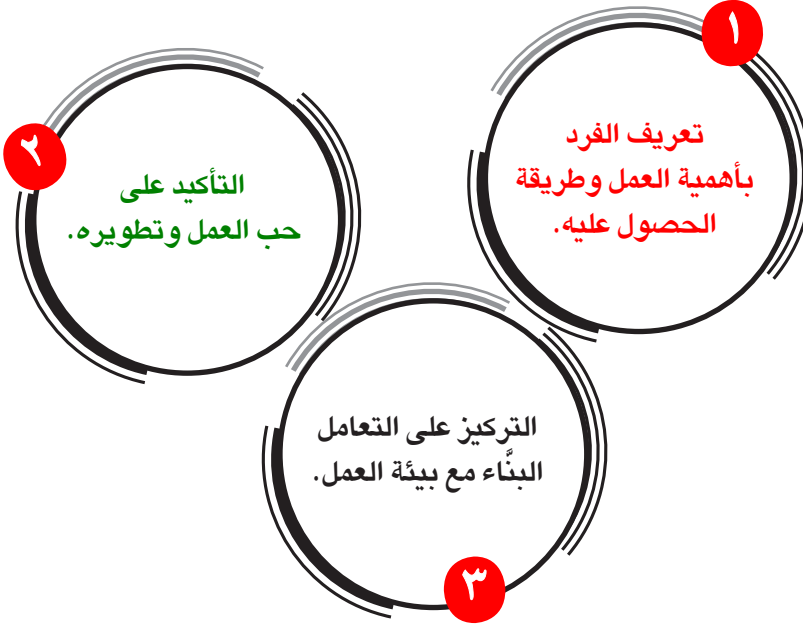 ١
تعريف الفرد
بأهمية العمل وطريقة
الحصول عليه.
٢
التأكيد على
حب العمل وتطويره.
التركيز على التعامل
البنَّاء مع بيئة العمل.
٣